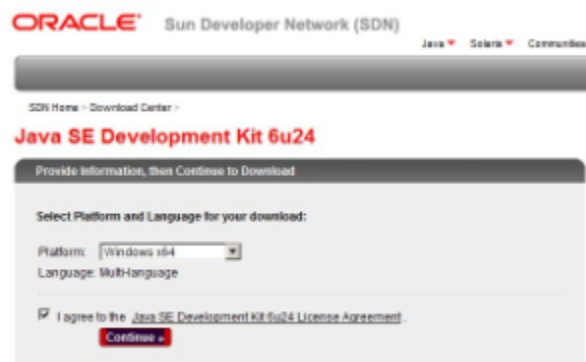 ORACLE Sun Developer Network (SDN)
Java Solaris Communities
SDN Home > Download Center >
Java SE Development Kit 6u24
Provide Information, then Continue to Download
Select Platform and Language for your download:
Platform: Windows x64
Language: Multi-language
I agree to the Java SE Development Kit 6u24 License Agreement .
Continue »